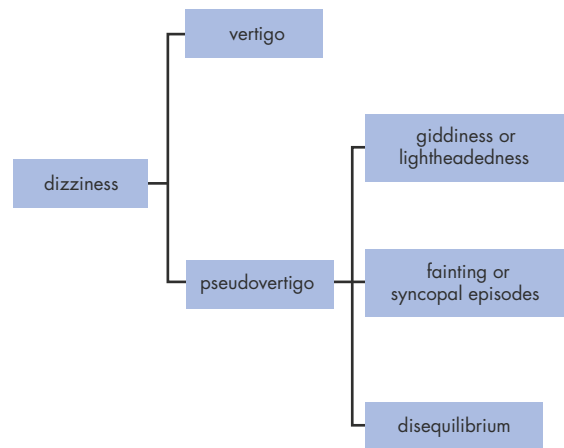 vertigo
dizziness
pseudovertigo
giddiness or
lightheadedness
fainting or
syncopal episodes
disequilibrium